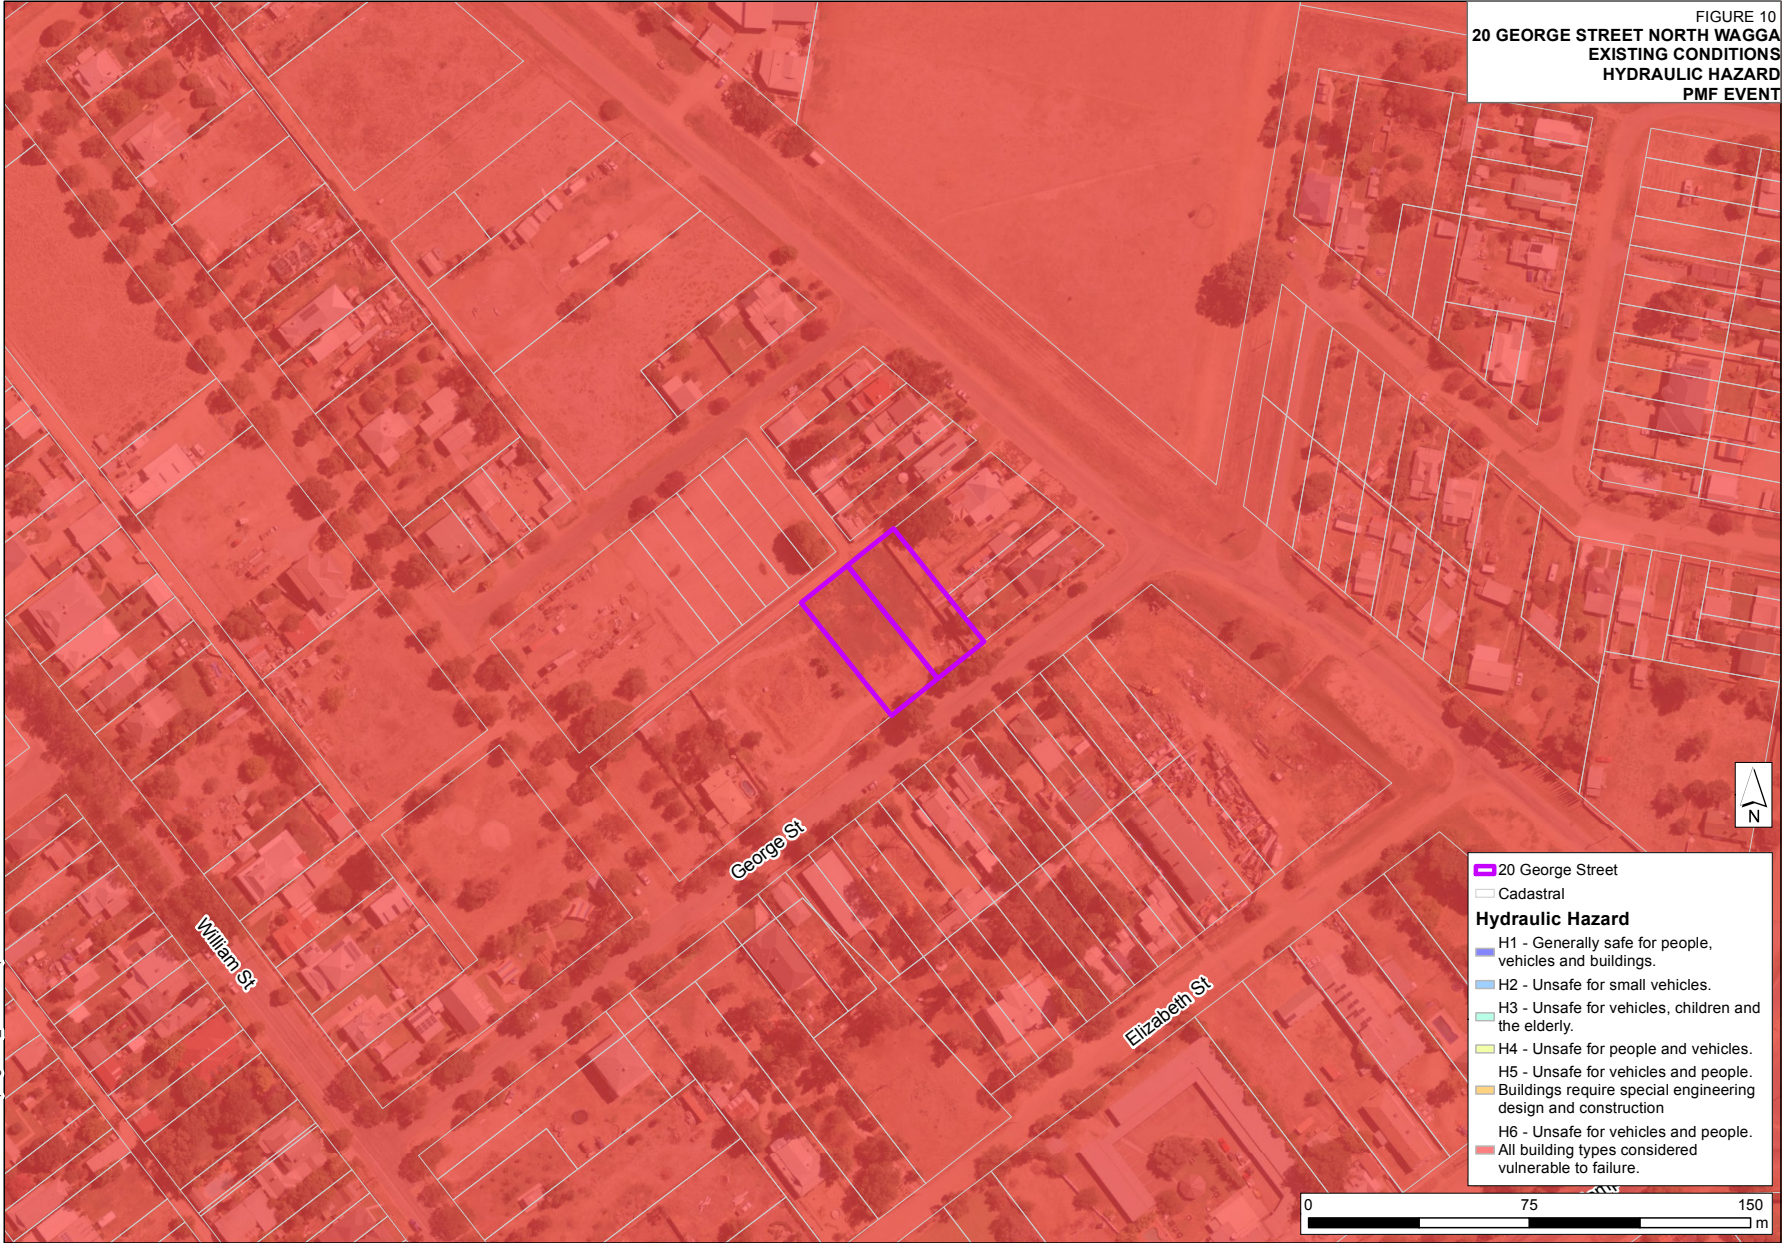 FIGURE 10
20 GEORGE STREET NORTH WAGGA
EXISTING CONDITIONS
HYDRAULIC HAZARD
PMF EVENT
George St
William St
Elizabeth St
N
20 George Street
Cadastral
Hydraulic Hazard
H1 - Generally safe for people,
vehicles and buildings.
H2 - Unsafe for small vehicles.
H3 - Unsafe for vehicles, children and
the elderly.
H4 - Unsafe for people and vehicles.
H5 - Unsafe for vehicles and people.
Buildings require special engineering
design and construction
H6 - Unsafe for vehicles and people.
All building types considered
vulnerable to failure.
0 75 150
m